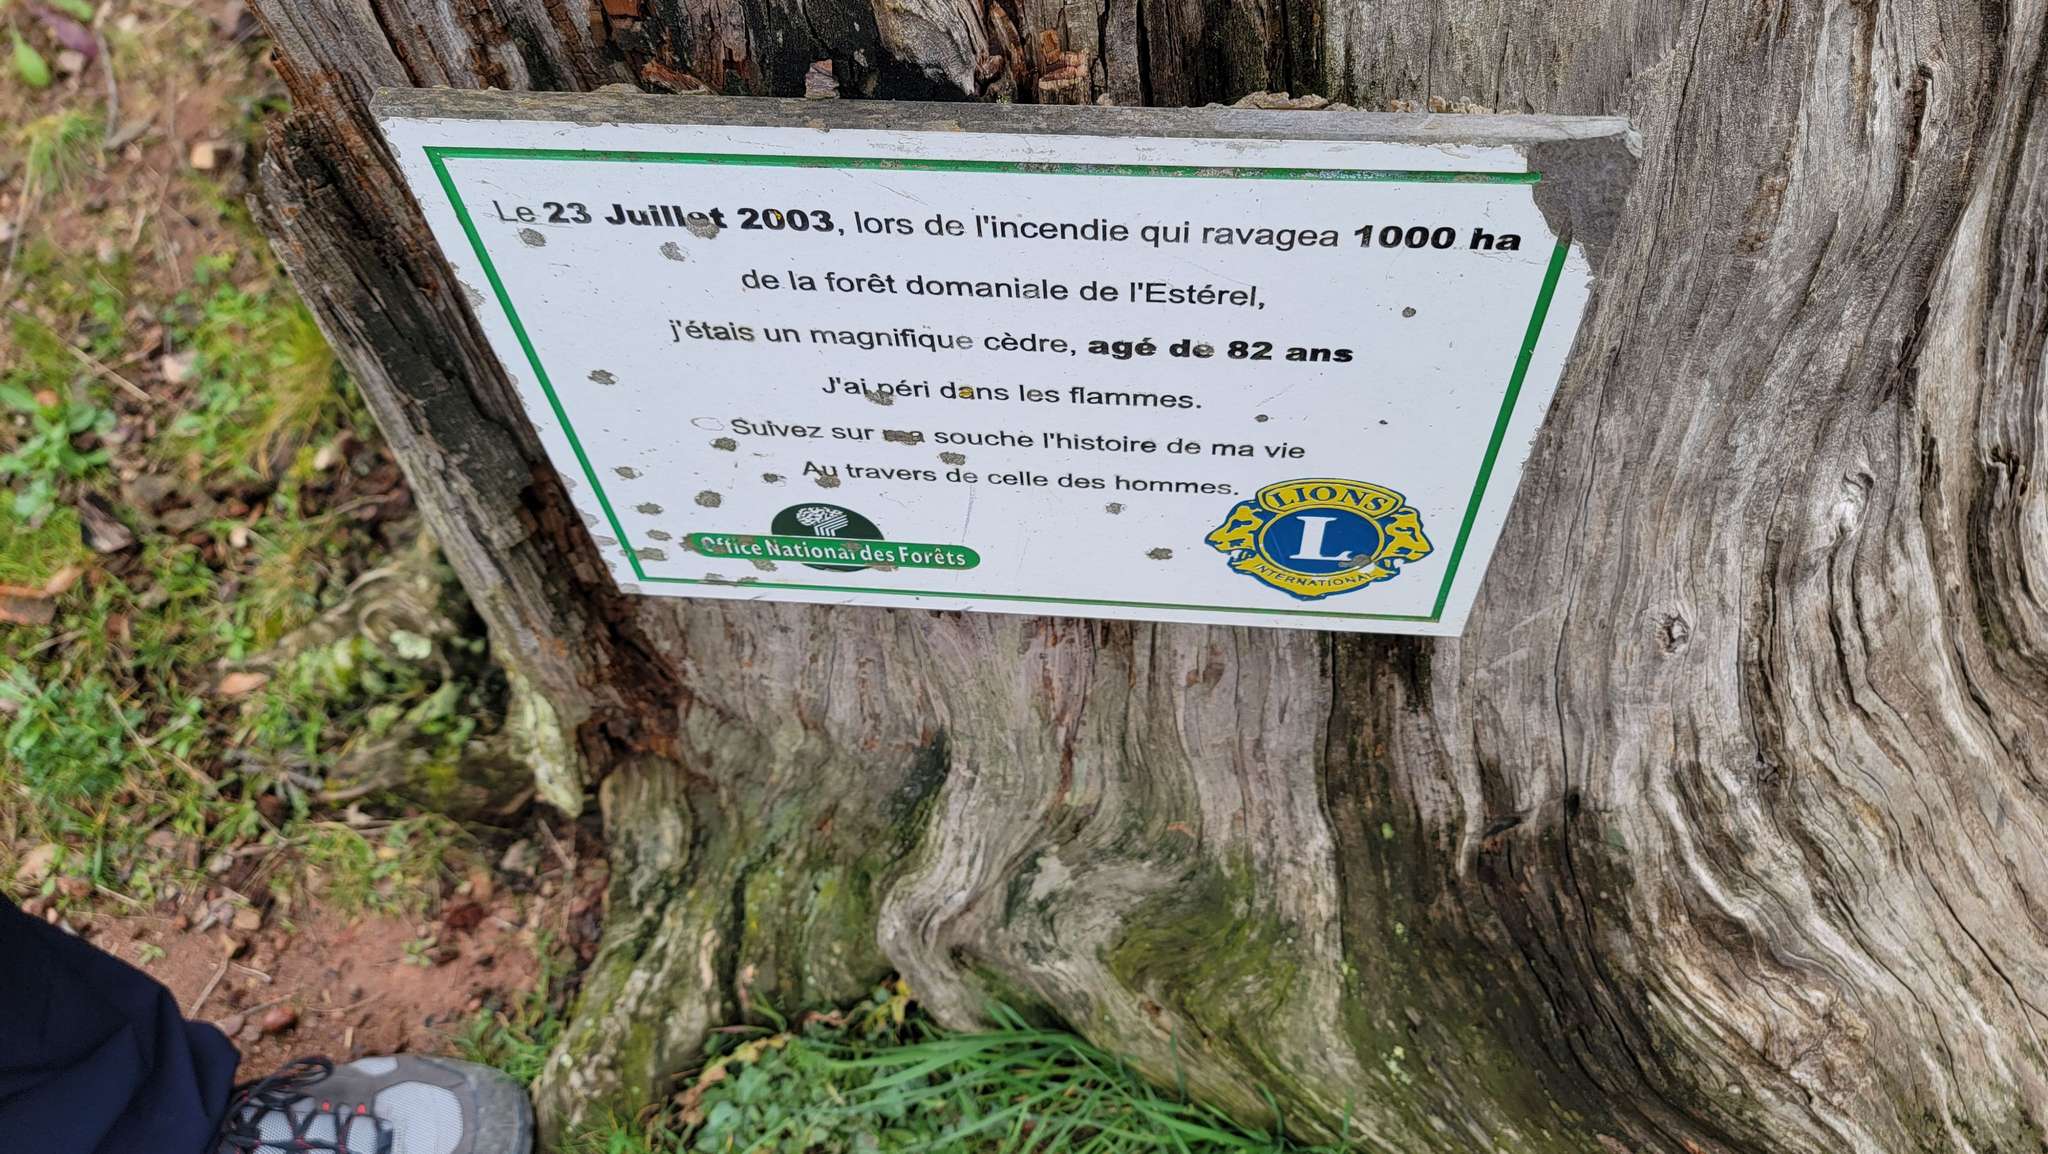 Le 23 Juillet 2003, lors de l'incendie qui ravagea 1000 ha
de la forêt domaniale de l'Estérel,
j'étais un magnifique cèdre, agé de 82 ans
J'ai péri dans les flammes.
Suivez sur ma souche l'histoire de ma vie
Au travers de celle des hommes.
Office National des Forêts
LIONS
L
INTERNATIONAL